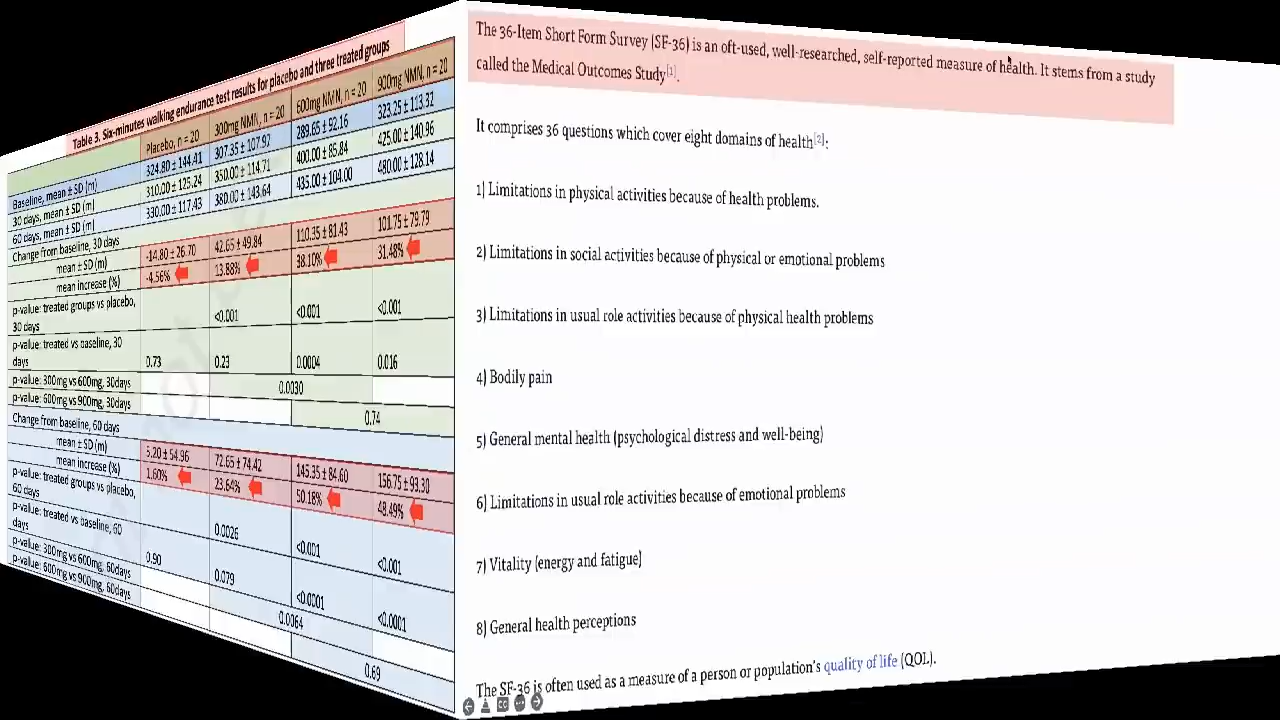 Table 3. Six-minutes walking endurance test results for placebo and three treated groups
Placebo, n = 20 300mg NMN, n = 20 600mg NMN, n = 20 900mg NMN, n = 20
Baseline, mean ± SD (m) 324.80 ± 144.41 307.35 ± 107.97 289.65 ± 92.16 323.25 ± 113.32
30 days, mean ± SD (m) 310.00 ± 125.24 350.00 ± 114.71 400.00 ± 85.84 425.00 ± 140.96
60 days, mean ± SD (m) 330.00 ± 117.43 380.00 ± 143.64 435.00 ± 104.00 480.00 ± 128.14
Change from baseline, 30 days
mean ± SD (m) -14.80 ± 26.70 42.65 ± 49.84 110.35 ± 81.43 101.75 ± 79.79
mean increase (%) -4.56% 13.88% 38.10% 31.48%
p-value: treated groups vs placebo,
30 days <0.001 <0.001 <0.001
p-value: treated vs baseline, 30
days 0.73 0.23 0.0004 0.016
p-value: 300mg vs 600mg, 30days 0.0030
p-value: 600mg vs 900mg, 30days 0.74
Change from baseline, 60 days
mean ± SD (m) 5.20 ± 54.96 72.65 ± 74.42 145.35 ± 84.60 156.75 ± 93.30
mean increase (%) 1.60% 23.64% 50.18% 48.49%
p-value: treated groups vs placebo,
60 days 0.0026 <0.001 <0.001
p-value: treated vs baseline, 60
days 0.90 0.079 <0.0001 <0.0001
p-value: 300mg vs 600mg, 60days 0.0064
p-value: 600mg vs 900mg, 60days 0.69
The 36-Item Short Form Survey (SF-36) is an oft-used, well-researched, self-reported measure of health. It stems from a study
called the Medical Outcomes Study[1].
It comprises 36 questions which cover eight domains of health[2]:
1) Limitations in physical activities because of health problems.
2) Limitations in social activities because of physical or emotional problems
3) Limitations in usual role activities because of physical health problems
4) Bodily pain
5) General mental health (psychological distress and well-being)
6) Limitations in usual role activities because of emotional problems
7) Vitality (energy and fatigue)
8) General health perceptions
The SF-36 is often used as a measure of a person or population's quality of life (QOL).